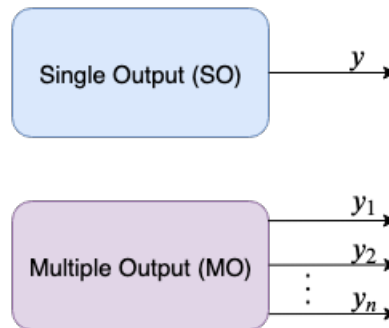 Single Output (SO)
y
Multiple Output (MO)
y1
y2
⋮
yn